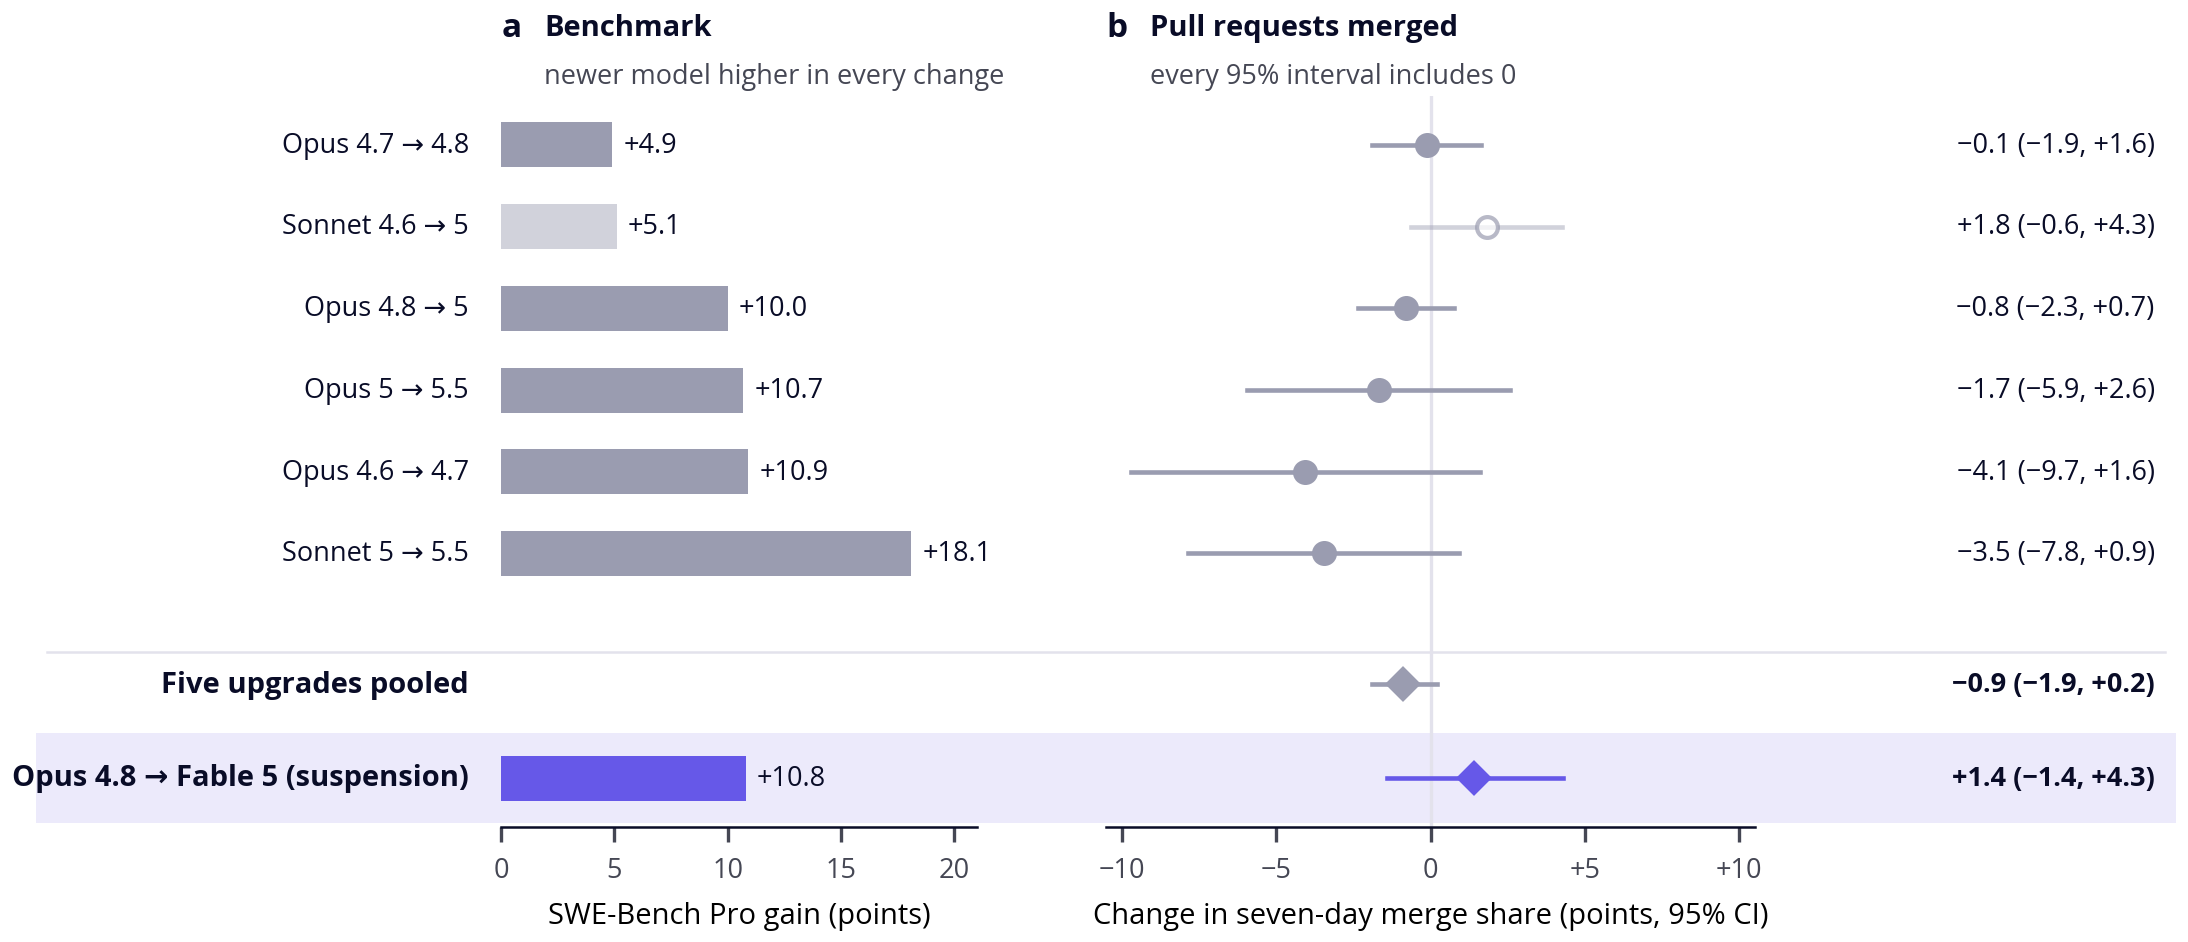 a Benchmark
newer model higher in every change
b Pull requests merged
every 95% interval includes 0
Opus 4.7 → 4.8 +4.9 −0.1 (−1.9, +1.6)
Sonnet 4.6 → 5 +5.1 +1.8 (−0.6, +4.3)
Opus 4.8 → 5 +10.0 −0.8 (−2.3, +0.7)
Opus 5 → 5.5 +10.7 −1.7 (−5.9, +2.6)
Opus 4.6 → 4.7 +10.9 −4.1 (−9.7, +1.6)
Sonnet 5 → 5.5 +18.1 −3.5 (−7.8, +0.9)
Five upgrades pooled −0.9 (−1.9, +0.2)
Opus 4.8 → Fable 5 (suspension) +10.8 +1.4 (−1.4, +4.3)
0 5 10 15 20
SWE-Bench Pro gain (points)
−10 −5 0 +5 +10
Change in seven-day merge share (points, 95% CI)